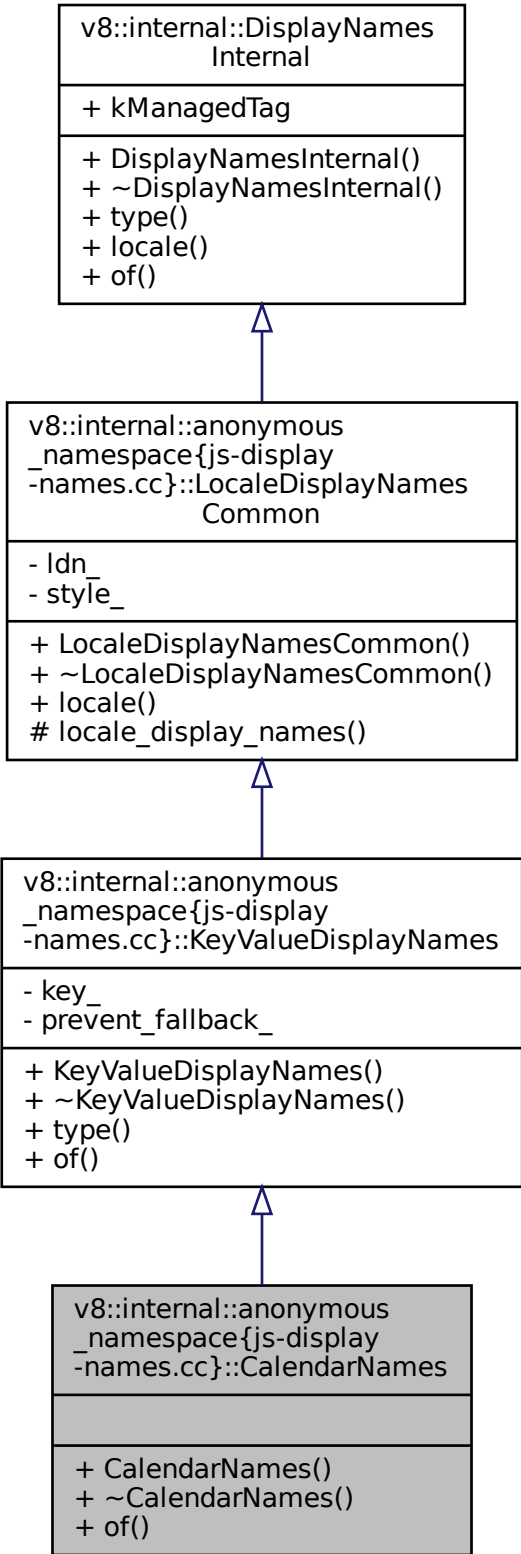 v8::internal::DisplayNames
Internal
+ kManagedTag
+ DisplayNamesInternal()
+ ~DisplayNamesInternal()
+ type()
+ locale()
+ of()
v8::internal::anonymous
_namespace{js-display
-names.cc}::LocaleDisplayNames
Common
- ldn_
- style_
+ LocaleDisplayNamesCommon()
+ ~LocaleDisplayNamesCommon()
+ locale()
# locale_display_names()
v8::internal::anonymous
_namespace{js-display
-names.cc}::KeyValueDisplayNames
- key_
- prevent_fallback_
+ KeyValueDisplayNames()
+ ~KeyValueDisplayNames()
+ type()
+ of()
v8::internal::anonymous
_namespace{js-display
-names.cc}::CalendarNames
+ CalendarNames()
+ ~CalendarNames()
+ of()